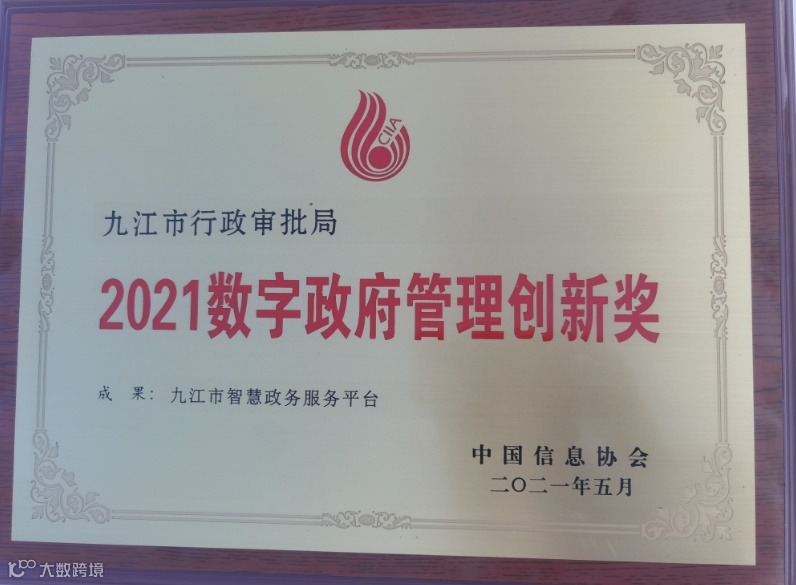 CIIA
九江市行政审批局
2021数字政府管理创新奖
成 果：九江市智慧政务服务平台
中国信息协会
二〇二一年五月
大数跨境